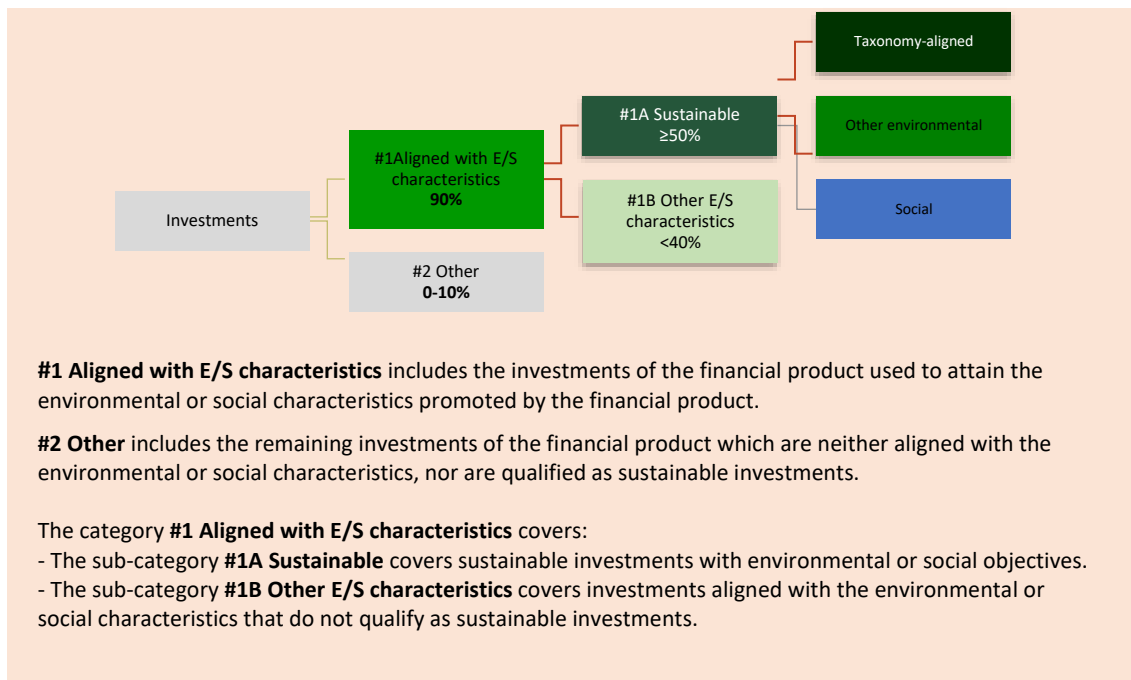 Taxonomy-aligned
#1A Sustainable
≥50%
Other environmental
#1Aligned with E/S
characteristics
90%
#1B Other E/S
characteristics
<40%
Social
Investments
#2 Other
0-10%
#1 Aligned with E/S characteristics includes the investments of the financial product used to attain the
environmental or social characteristics promoted by the financial product.
#2 Other includes the remaining investments of the financial product which are neither aligned with the
environmental or social characteristics, nor are qualified as sustainable investments.
The category #1 Aligned with E/S characteristics covers:
- The sub-category #1A Sustainable covers sustainable investments with environmental or social objectives.
- The sub-category #1B Other E/S characteristics covers investments aligned with the environmental or
social characteristics that do not qualify as sustainable investments.